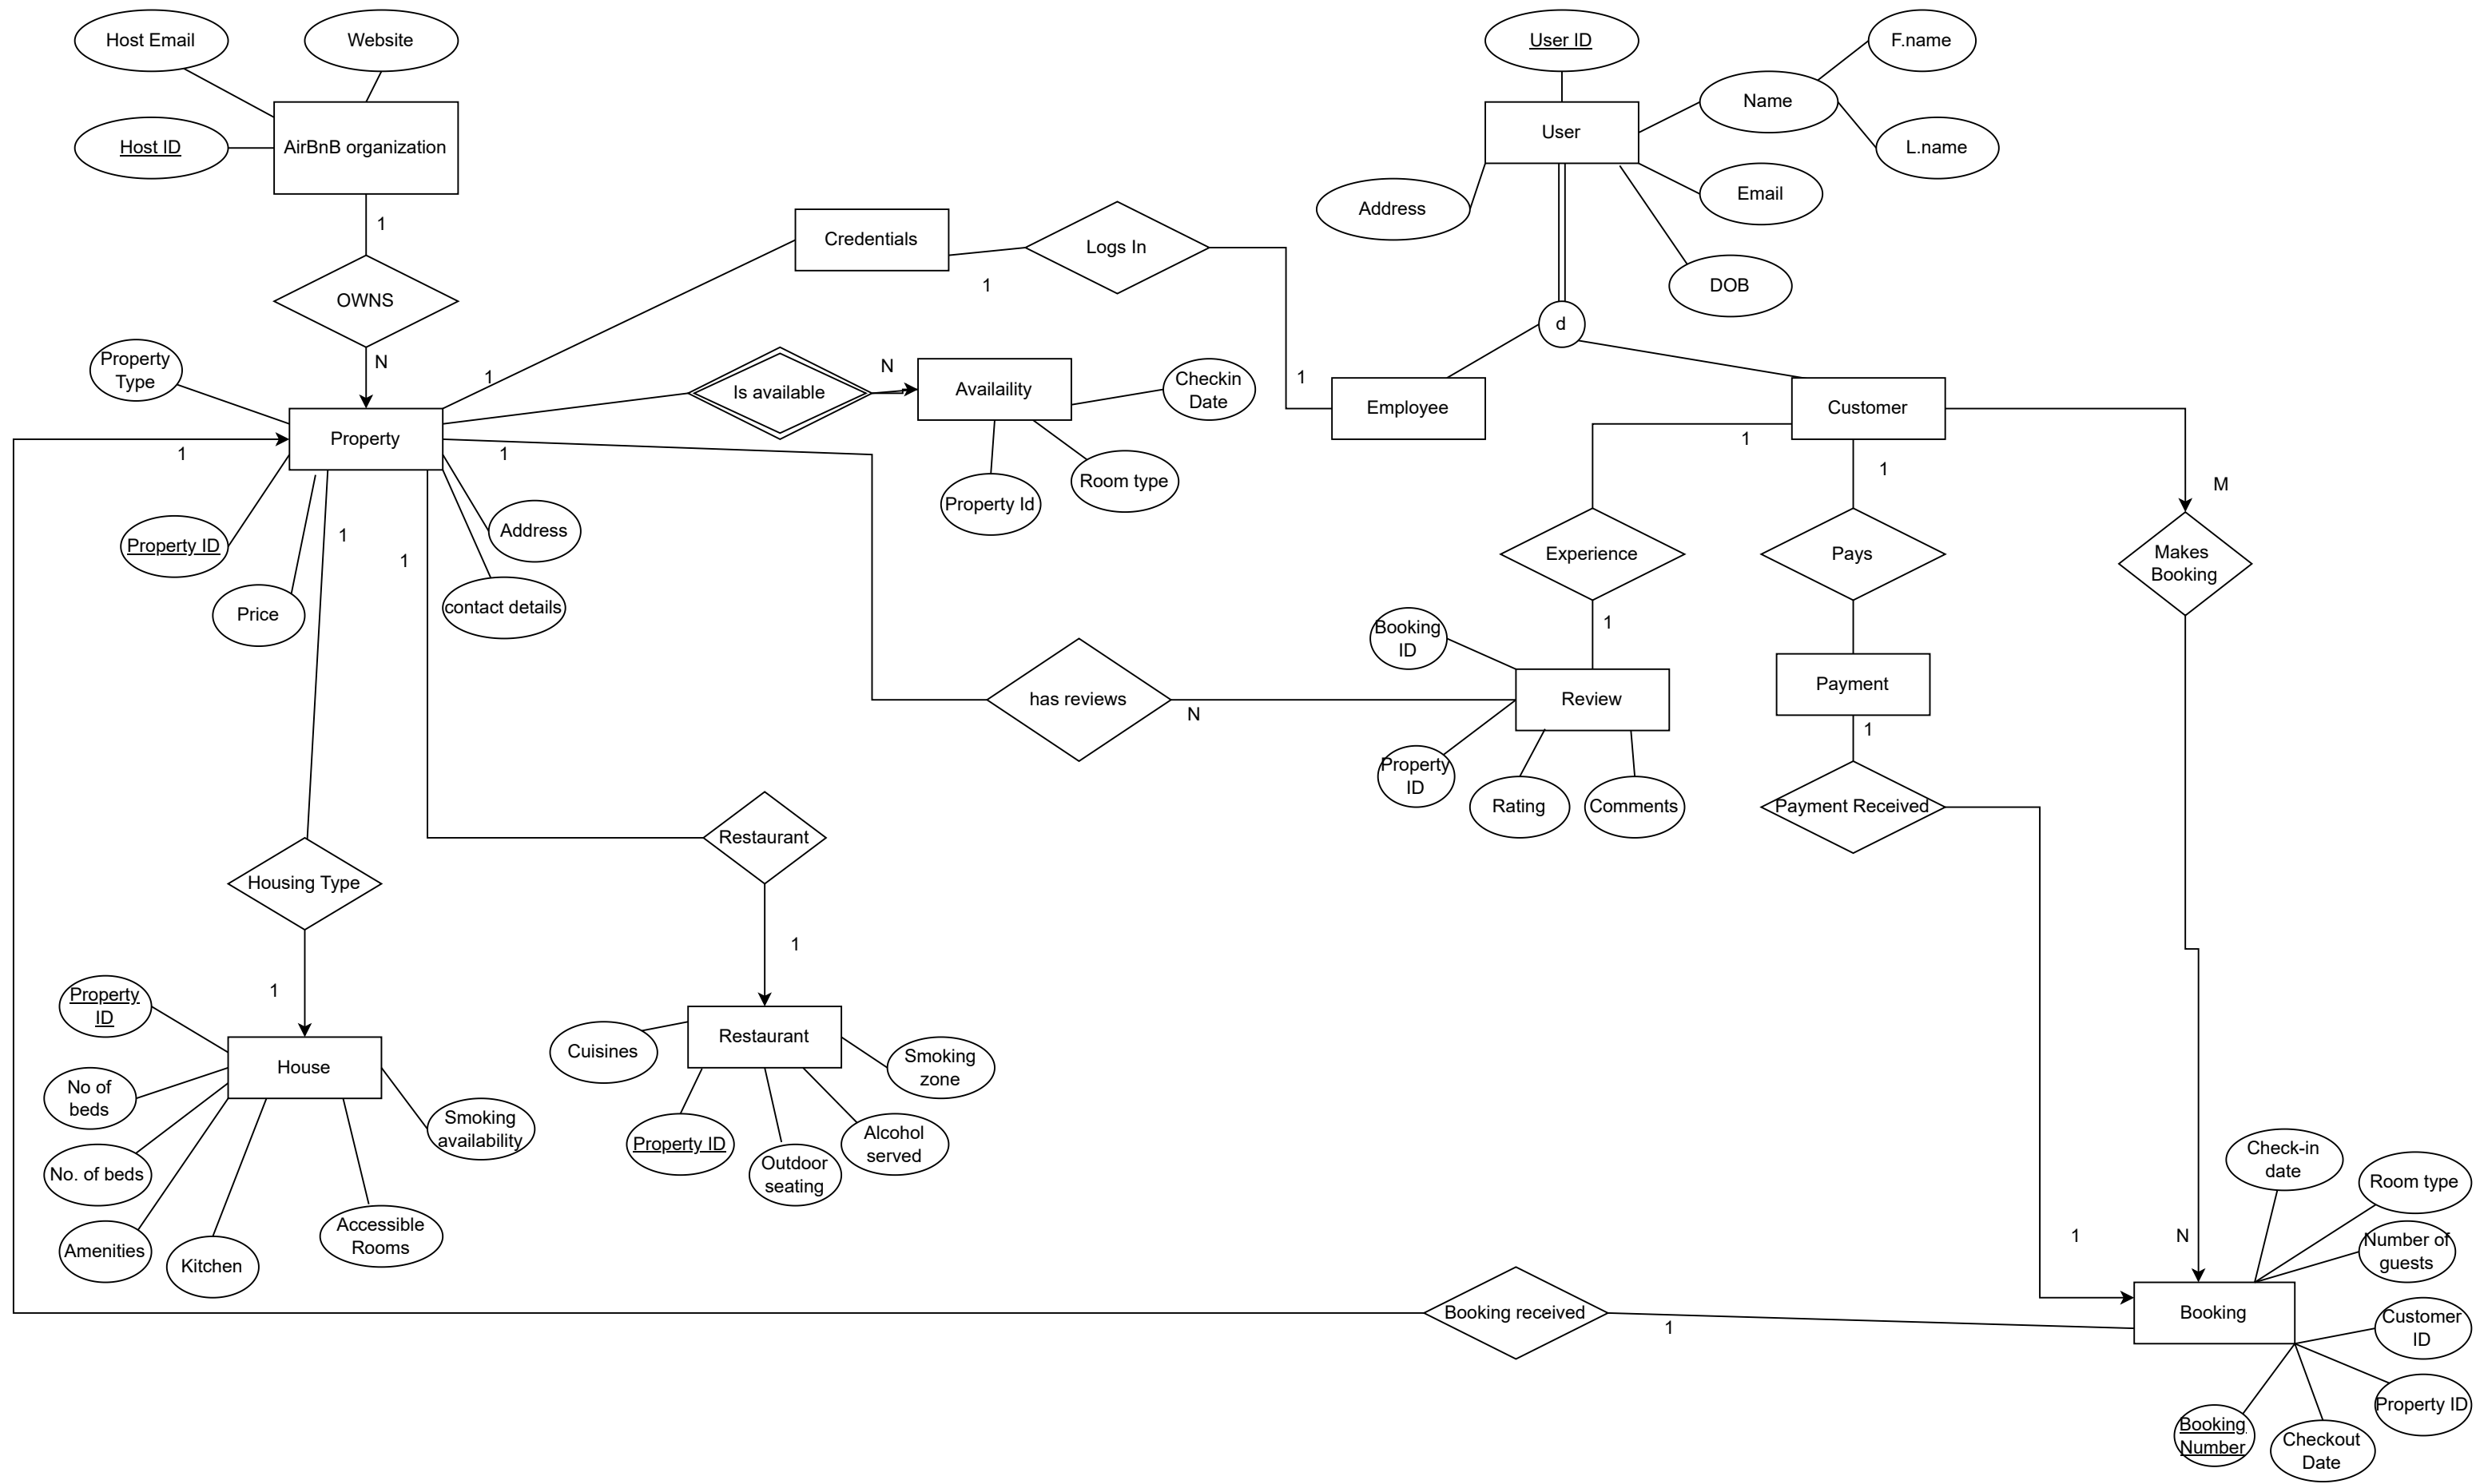 Host Email
Website
User ID
F.name
Name
User
L.name
Host ID
AirBnB organization
Email
Address
1
Credentials
Logs In
1
DOB
OWNS
d
N
Property
Type
1
N
Is available
Availaility
Checkin
Date
1
Employee
Customer
Property
1
1
1
1
M
Room type
Property Id
Property ID
1
1
Address
Price
contact details
Experience
Pays
Makes
Booking
1
Booking
ID
has reviews
N
Review
Payment
1
Property
ID
Rating
Comments
Payment Received
Restaurant
Housing Type
1
1
Property
ID
House
Restaurant
Cuisines
Smoking
zone
No of
beds
Smoking
availability
Property ID
Alcohol
served
Outdoor
seating
No. of beds
Amenities
Kitchen
Accessible
Rooms
Check-in
date
Room type
1
N
Number of
guests
Booking received
1
Booking
Customer
ID
Property ID
Booking
Number
Checkout
Date